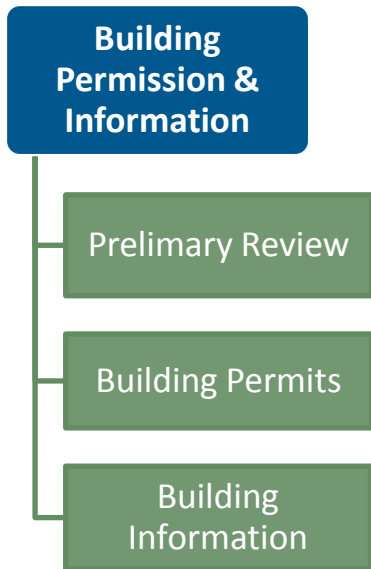 Building
Permission &
Information
Prelimary Review
Building Permits
Building
Information